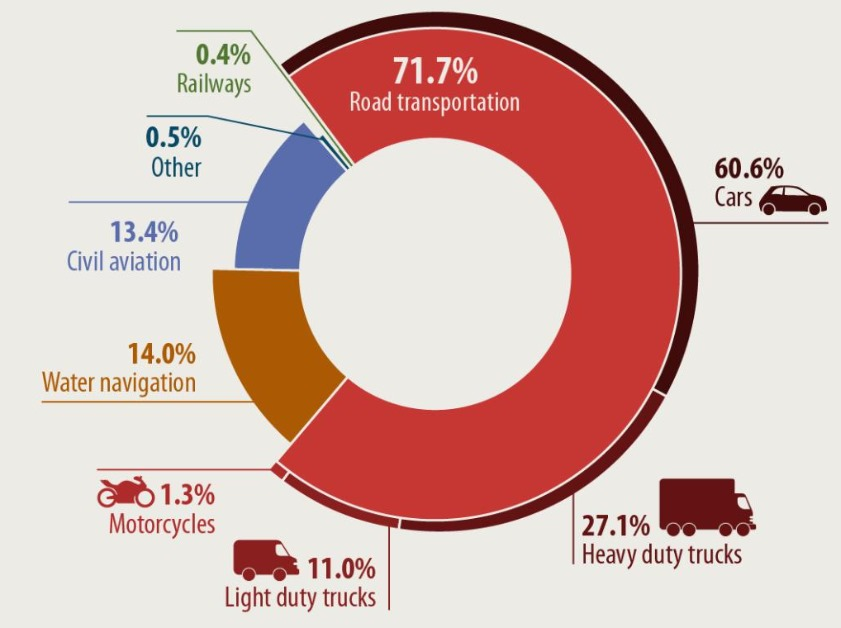 71.7%
Road transportation
0.4%
Railways
0.5%
Other
13.4%
Civil aviation
14.0%
Water navigation
1.3%
Motorcycles
11.0%
Light duty trucks
27.1%
Heavy duty trucks
60.6%
Cars